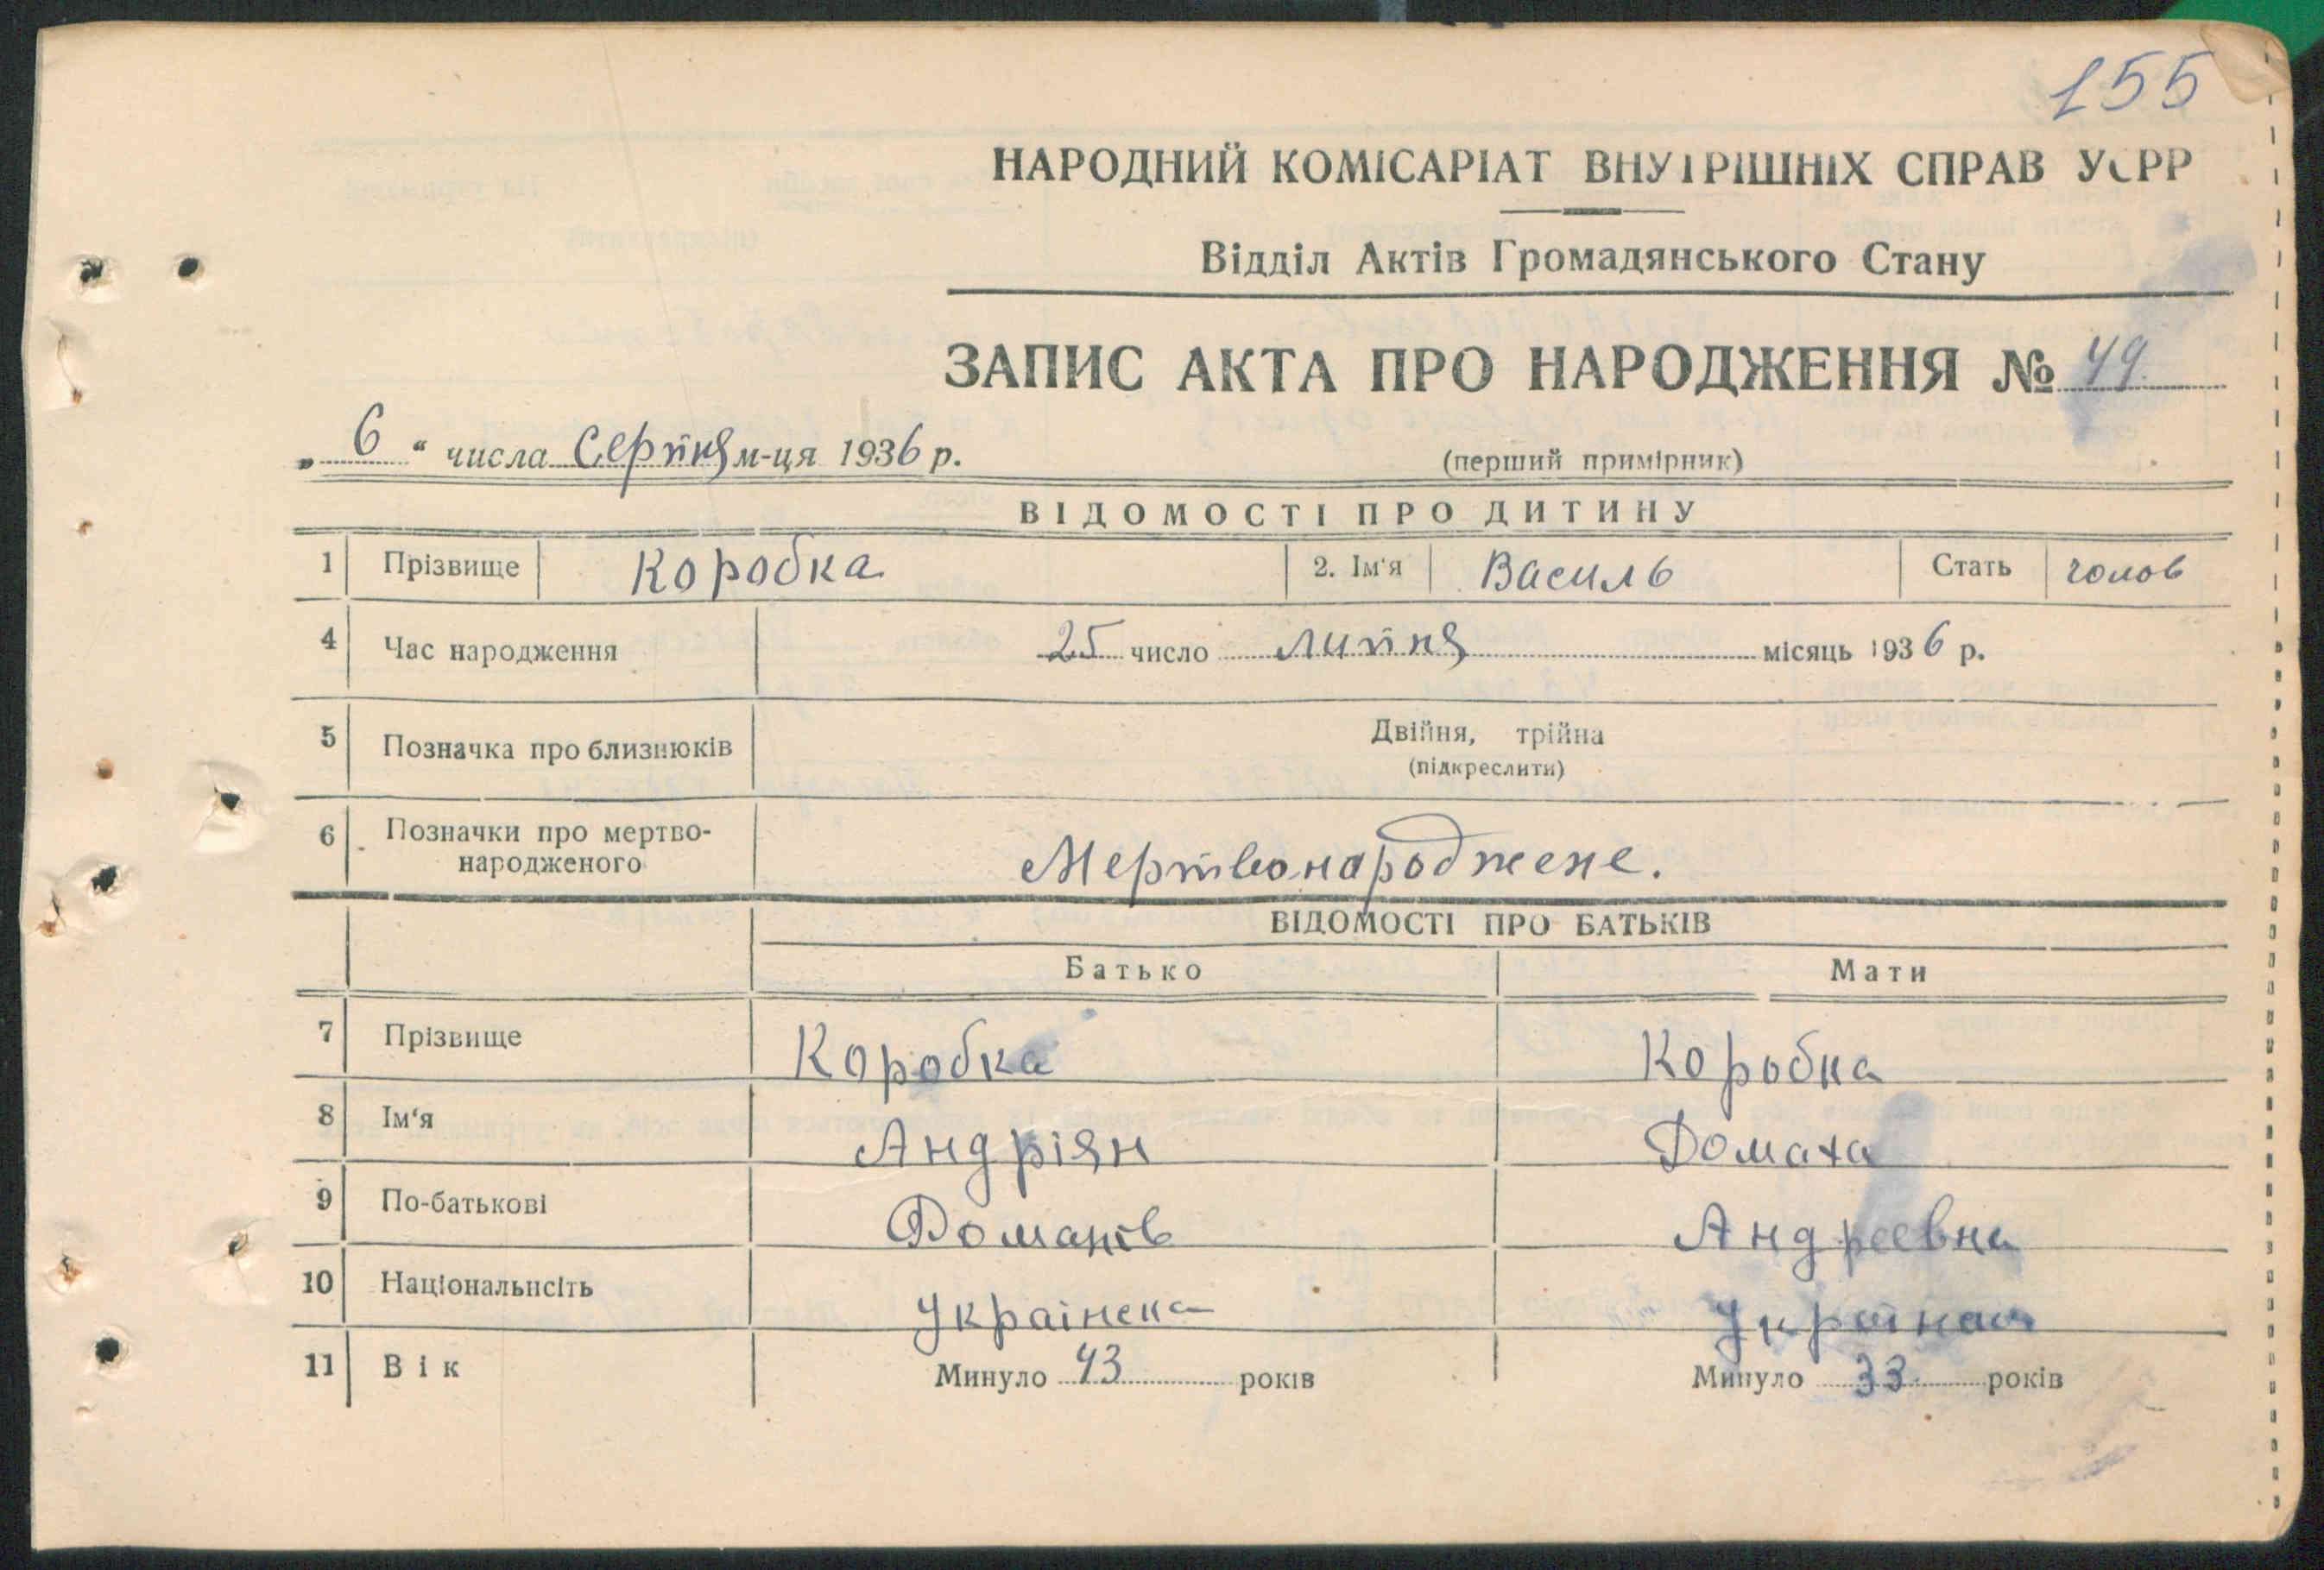 155
НАРОДНИЙ КОМІСАРІАТ ВНУТРІШНІХ СПРАВ УСРР
Відділ Актів Громадянського Стану
ЗАПИС АКТА ПРО НАРОДЖЕННЯ № 49
„ 6 “ числа Серпня м-ця 1936 р.
(перший примірник)
ВІДОМОСТІ ПРО ДИТИНУ
1 Прізвище Коробка 2. Ім'я Василь Стать чолов
4 Час народження 25 число липня місяць 1936 р.
5 Позначка про близнюків Двійня, трійна
(підкреслити)
6 Позначки про мертво-
народженого Мертвонароджене.
ВІДОМОСТІ ПРО БАТЬКІВ
Батько Мати
7 Прізвище Коробка Коробка
8 Ім'я Андріян Домаха
9 По-батькові Андреевна
10 Національнсіть Українска
11 Вік Минуло 43 років Минуло 33 років